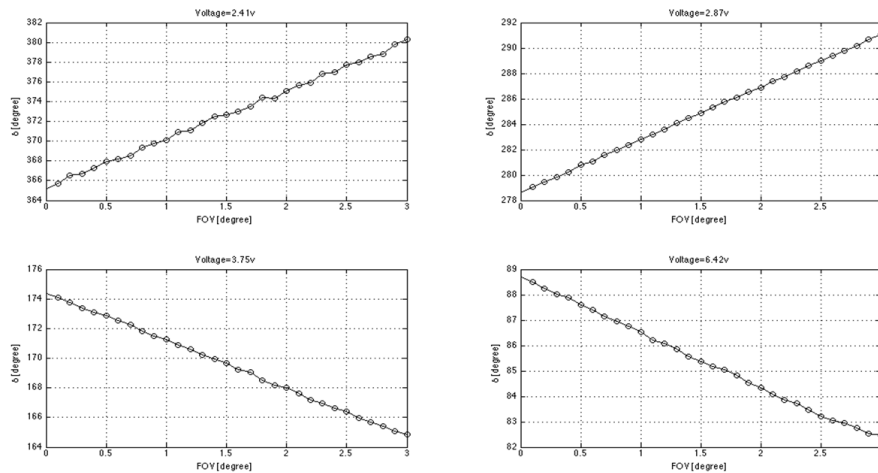 Voltage=2.41v
382
380
378
376
374
372
370
368
366
364
δ [degree]
0 0.5 1 1.5 2 2.5 3
FOV [degree]
Voltage=2.87v
292
290
288
286
284
282
280
278
δ [degree]
0 0.5 1 1.5 2 2.5
FOV [degree]
Voltage=3.75v
176
174
172
170
168
166
164
δ [degree]
0 0.5 1 1.5 2 2.5 3
FOV [degree]
Voltage=6.42v
89
88
87
86
85
84
83
82
δ [degree]
0 0.5 1 1.5 2 2.5
FOV [degree]